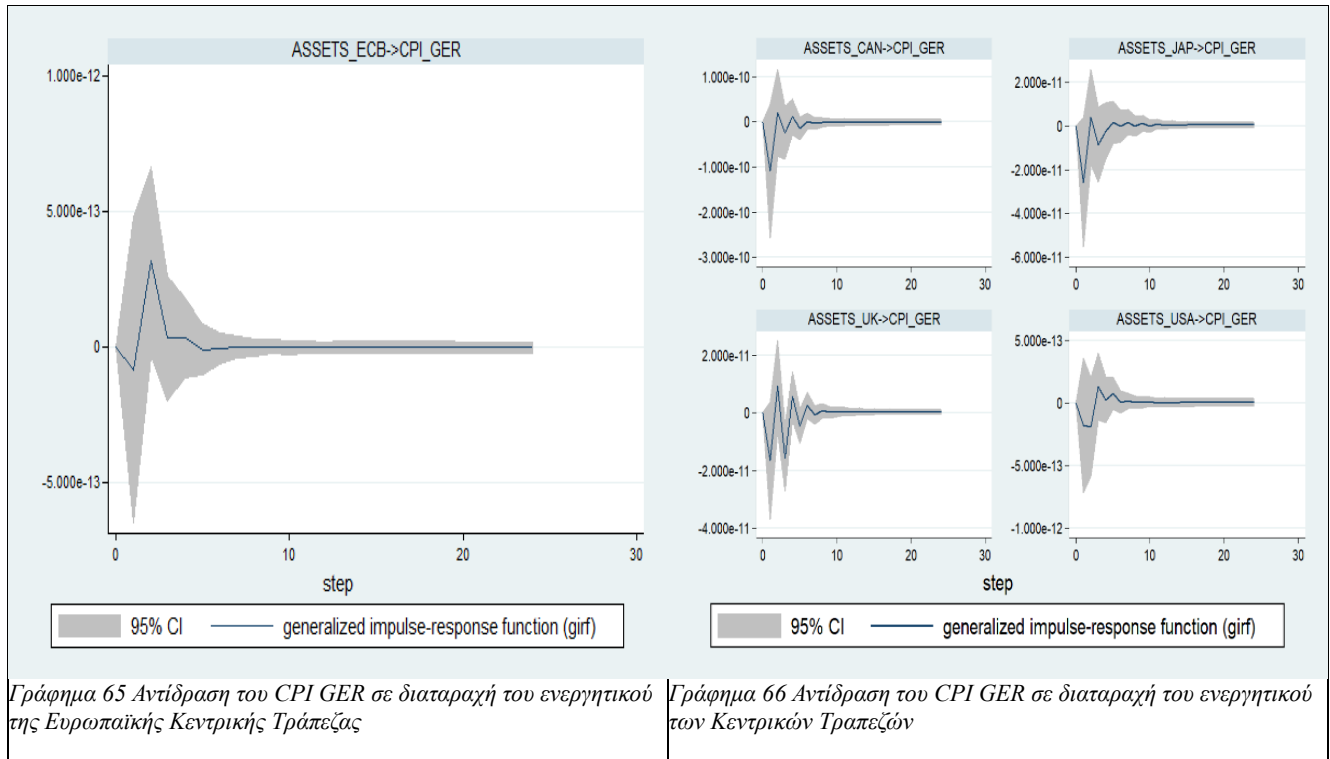 ASSETS_ECB->CPI_GER
1.000e-12
5.000e-13
0
-5.000e-13
0
10
20
30
step
95% CI
generalized impulse-response function (girf)
ASSETS_CAN->CPI_GER
1.000e-10
0
-1.000e-10
-2.000e-10
-3.000e-10
0
10
20
30
ASSETS_JAP->CPI_GER
2.000e-11
0
-2.000e-11
-4.000e-11
-6.000e-11
0
10
20
30
ASSETS_UK->CPI_GER
2.000e-11
0
-2.000e-11
-4.000e-11
0
10
20
30
ASSETS_USA->CPI_GER
5.000e-13
0
-5.000e-13
-1.000e-12
0
10
20
30
step
95% CI
generalized impulse-response function (girf)
Γράφημα 65 Αντίδραση του CPI GER σε διαταραχή του ενεργητικού
της Ευρωπαϊκής Κεντρικής Τράπεζας
Γράφημα 66 Αντίδραση του CPI GER σε διαταραχή του ενεργητικού
των Κεντρικών Τραπεζών